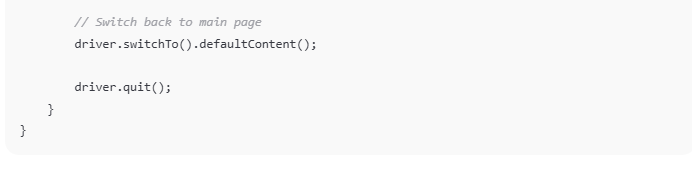 // Switch back to main page
driver.switchTo().defaultContent();
driver.quit();
}
}